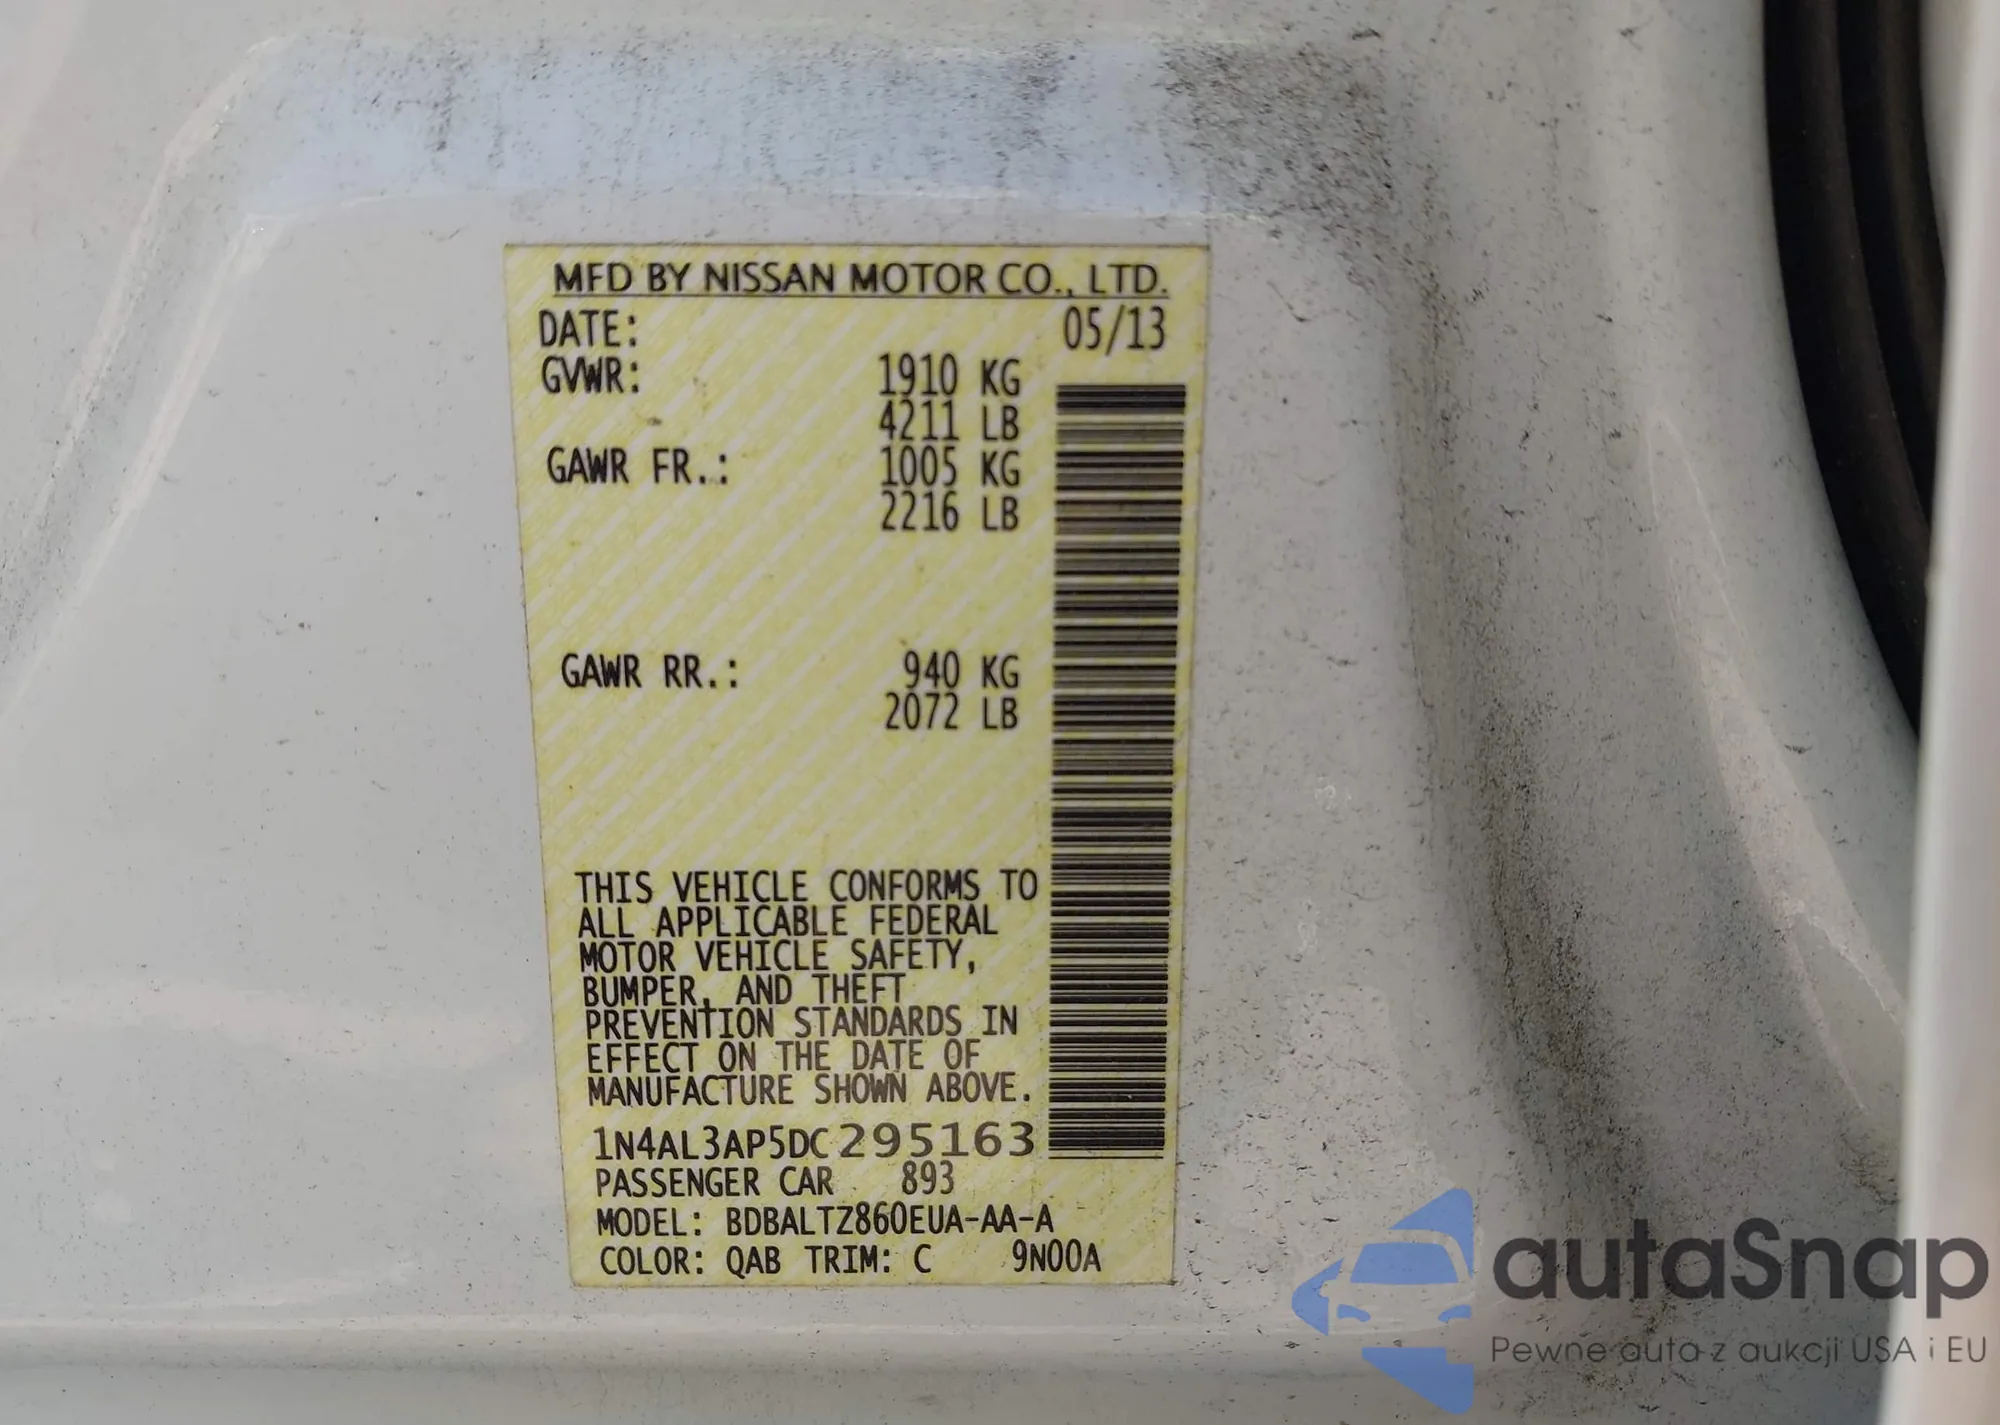 MFD BY NISSAN MOTOR CO., LTD.
DATE: 05/13
GVWR: 1910 KG
4211 LB
GAWR FR.: 1005 KG
2216 LB
GAWR RR.: 940 KG
2072 LB
THIS VEHICLE CONFORMS TO
ALL APPLICABLE FEDERAL
MOTOR VEHICLE SAFETY,
BUMPER, AND THEFT
PREVENTION STANDARDS IN
EFFECT ON THE DATE OF
MANUFACTURE SHOWN ABOVE.
1N4AL3AP5DC295163
PASSENGER CAR 893
MODEL: BDBALTZ860EUA-AA-A
COLOR: QAB TRIM: C 9N00A
autaSnap
Pewne auta z aukcji USA i EU